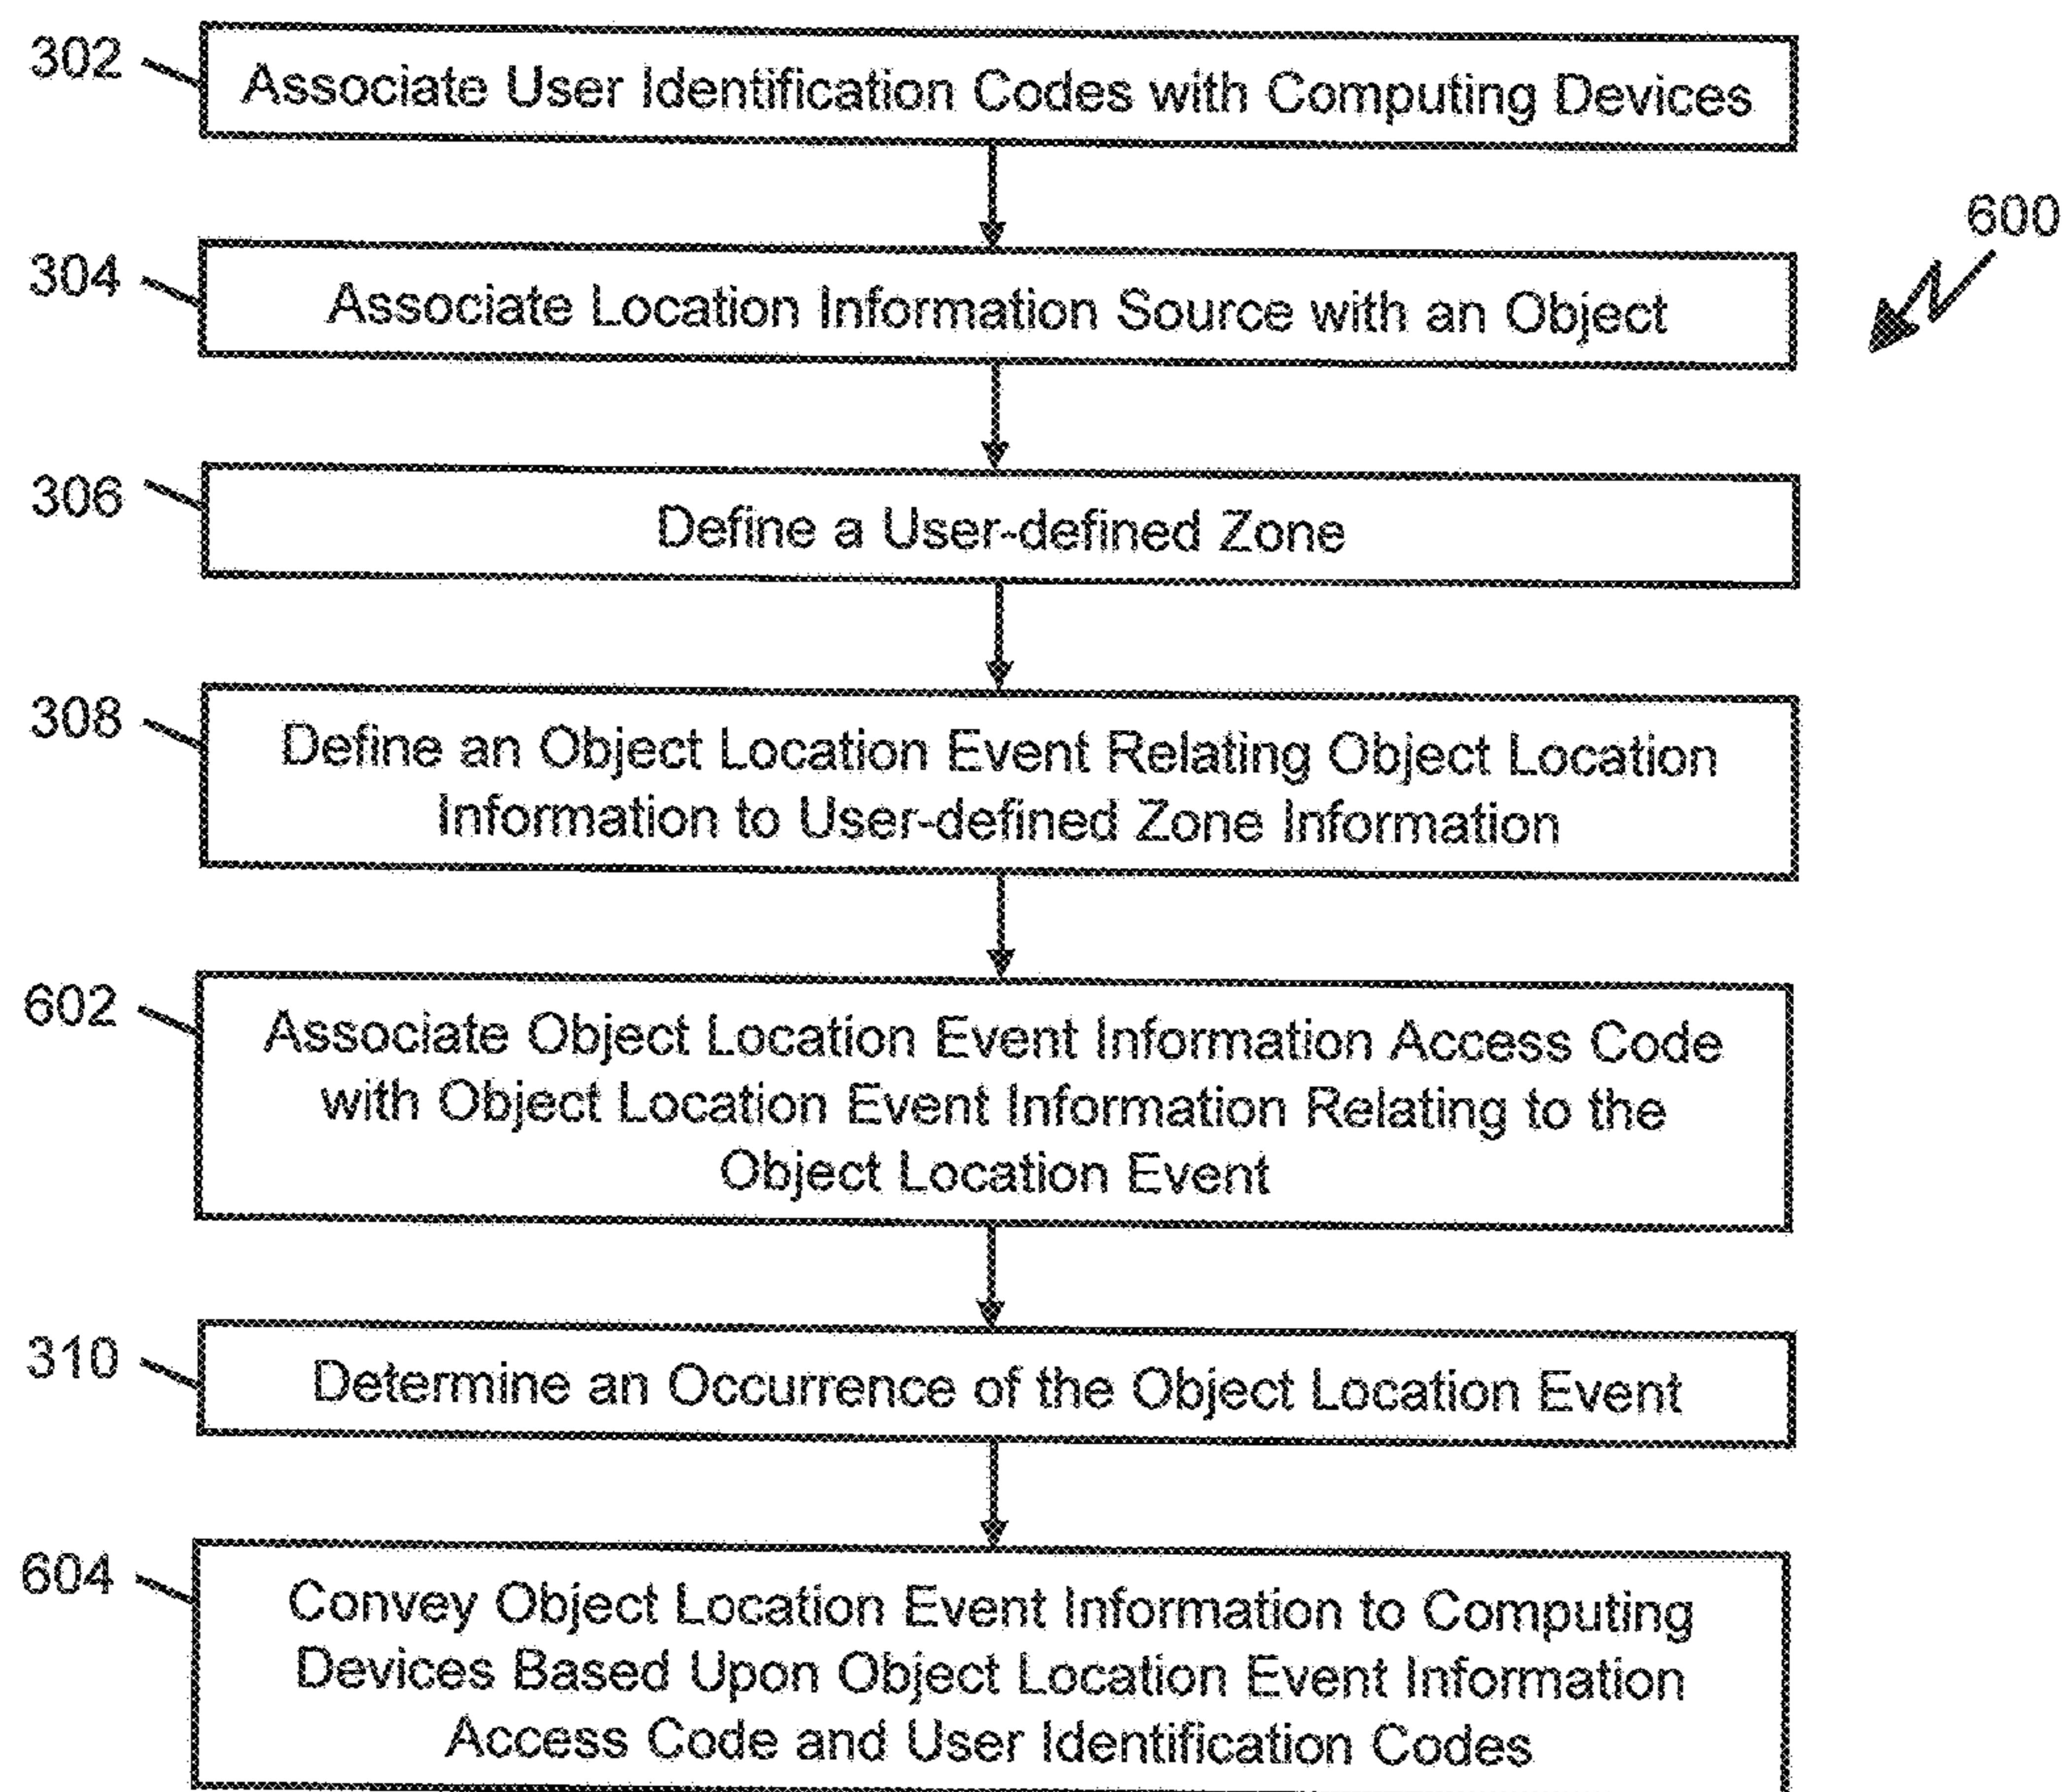 302
Associate User Identification Codes with Computing Devices
600
304
Associate Location Information Source with an Object
306
Define a User-defined Zone
308
Define an Object Location Event Relating Object Location
Information to User-defined Zone Information
602
Associate Object Location Event Information Access Code
with Object Location Event Information Relating to the
Object Location Event
310
Determine an Occurrence of the Object Location Event
604
Convey Object Location Event Information to Computing
Devices Based Upon Object Location Event Information
Access Code and User Identification Codes